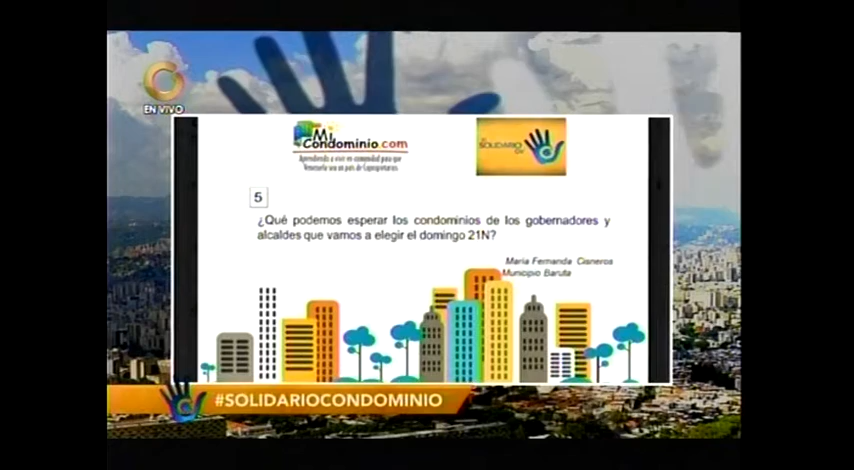 EN VIVO
Mi
Condominio.com
Aprendiendo a vivir en comunidad para que
Venezuela sea un país de Copropietarios
SOLIDARIO
5
¿Qué podemos esperar los condominios de los gobernadores y
alcaldes que vamos a elegir el domingo 21N?
María Fernanda Cisneros
Municipio Baruta
#SOLIDARIOCONDOMINIO